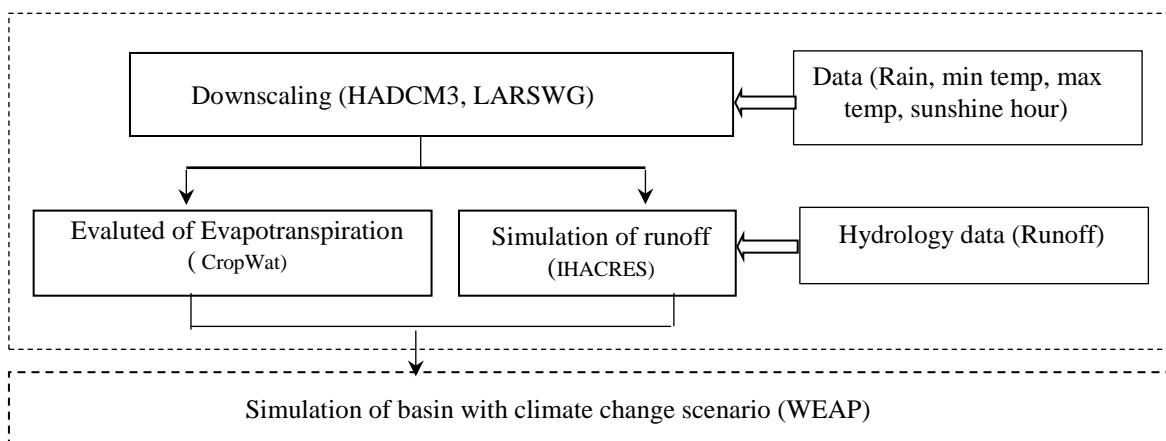 Downscaling (HADCM3, LARSWG)
Data (Rain, min temp, max
temp, sunshine hour)
Evaluted of Evapotranspiration
( CropWat)
Simulation of runoff
(IHACRES)
Hydrology data (Runoff)
Simulation of basin with climate change scenario (WEAP)